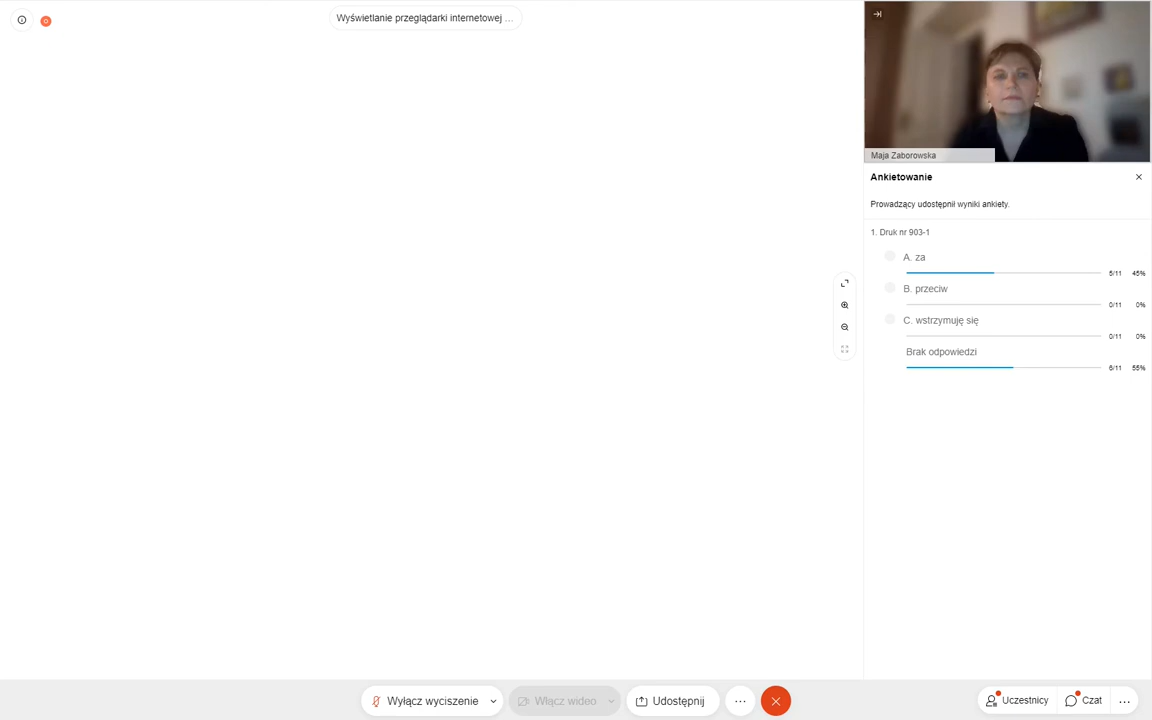 Wyświetlanie przeglądarki internetowej ...
Maja Zaborowska
Ankietowanie
Prowadzący udostępnił wyniki ankiety.
1. Druk nr 903-1
A. za
5/11 45%
B. przeciw
0/11 0%
C. wstrzymuję się
0/11 0%
Brak odpowiedzi
6/11 55%
Wyłącz wyciszenie
Włącz wideo
Udostępnij
Uczestnicy
Czat